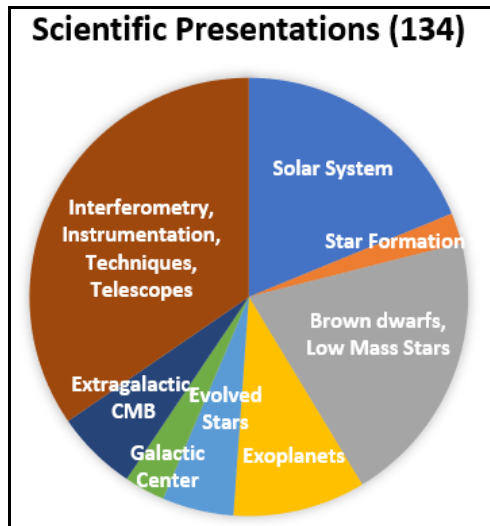 Scientific Presentations (134)
Solar System
Star Formation
Brown dwarfs,
Low Mass Stars
Exoplanets
Evolved
Stars
Galactic
Center
Extragalactic
CMB
Interferometry,
Instrumentation,
Techniques,
Telescopes